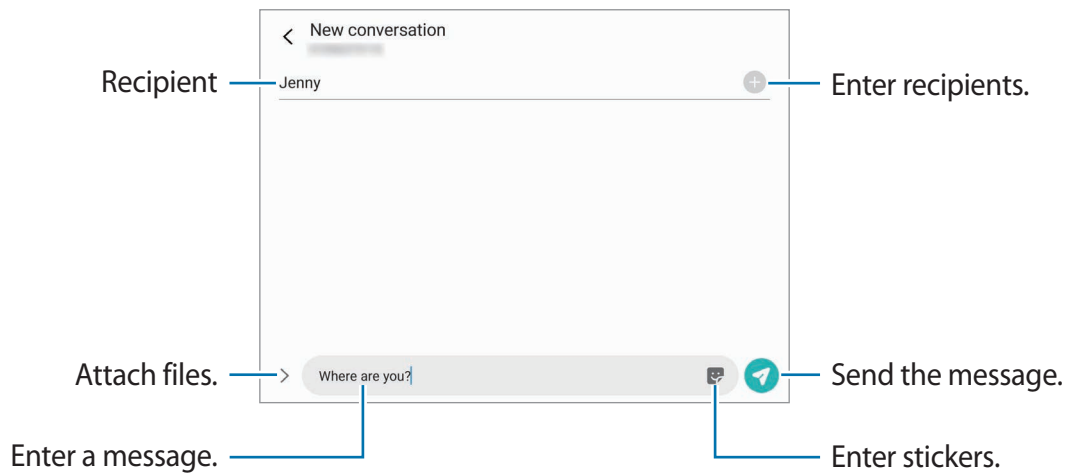 New conversation
Recipient
Jenny
Enter recipients.
Attach files.
Where are you?
Send the message.
Enter a message.
Enter stickers.